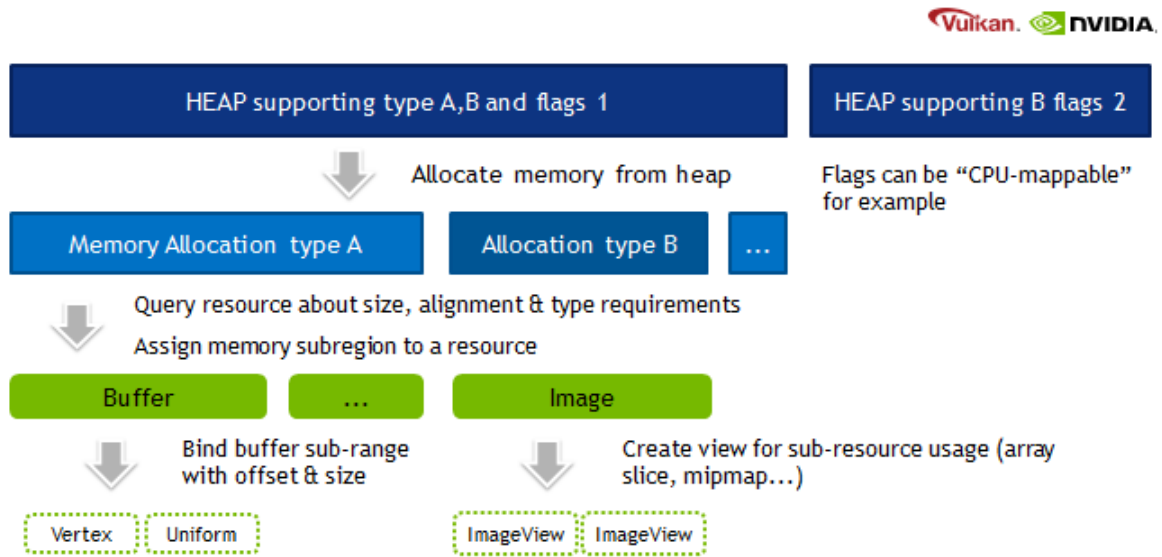 Vulkan. NVIDIA.
HEAP supporting type A,B and flags 1
HEAP supporting B flags 2
Allocate memory from heap
Flags can be “CPU-mappable”
for example
Memory Allocation type A
Allocation type B
...
Query resource about size, alignment & type requirements
Assign memory subregion to a resource
Buffer
...
Image
Bind buffer sub-range
with offset & size
Create view for sub-resource usage (array
slice, mipmap...)
Vertex
Uniform
ImageView
ImageView